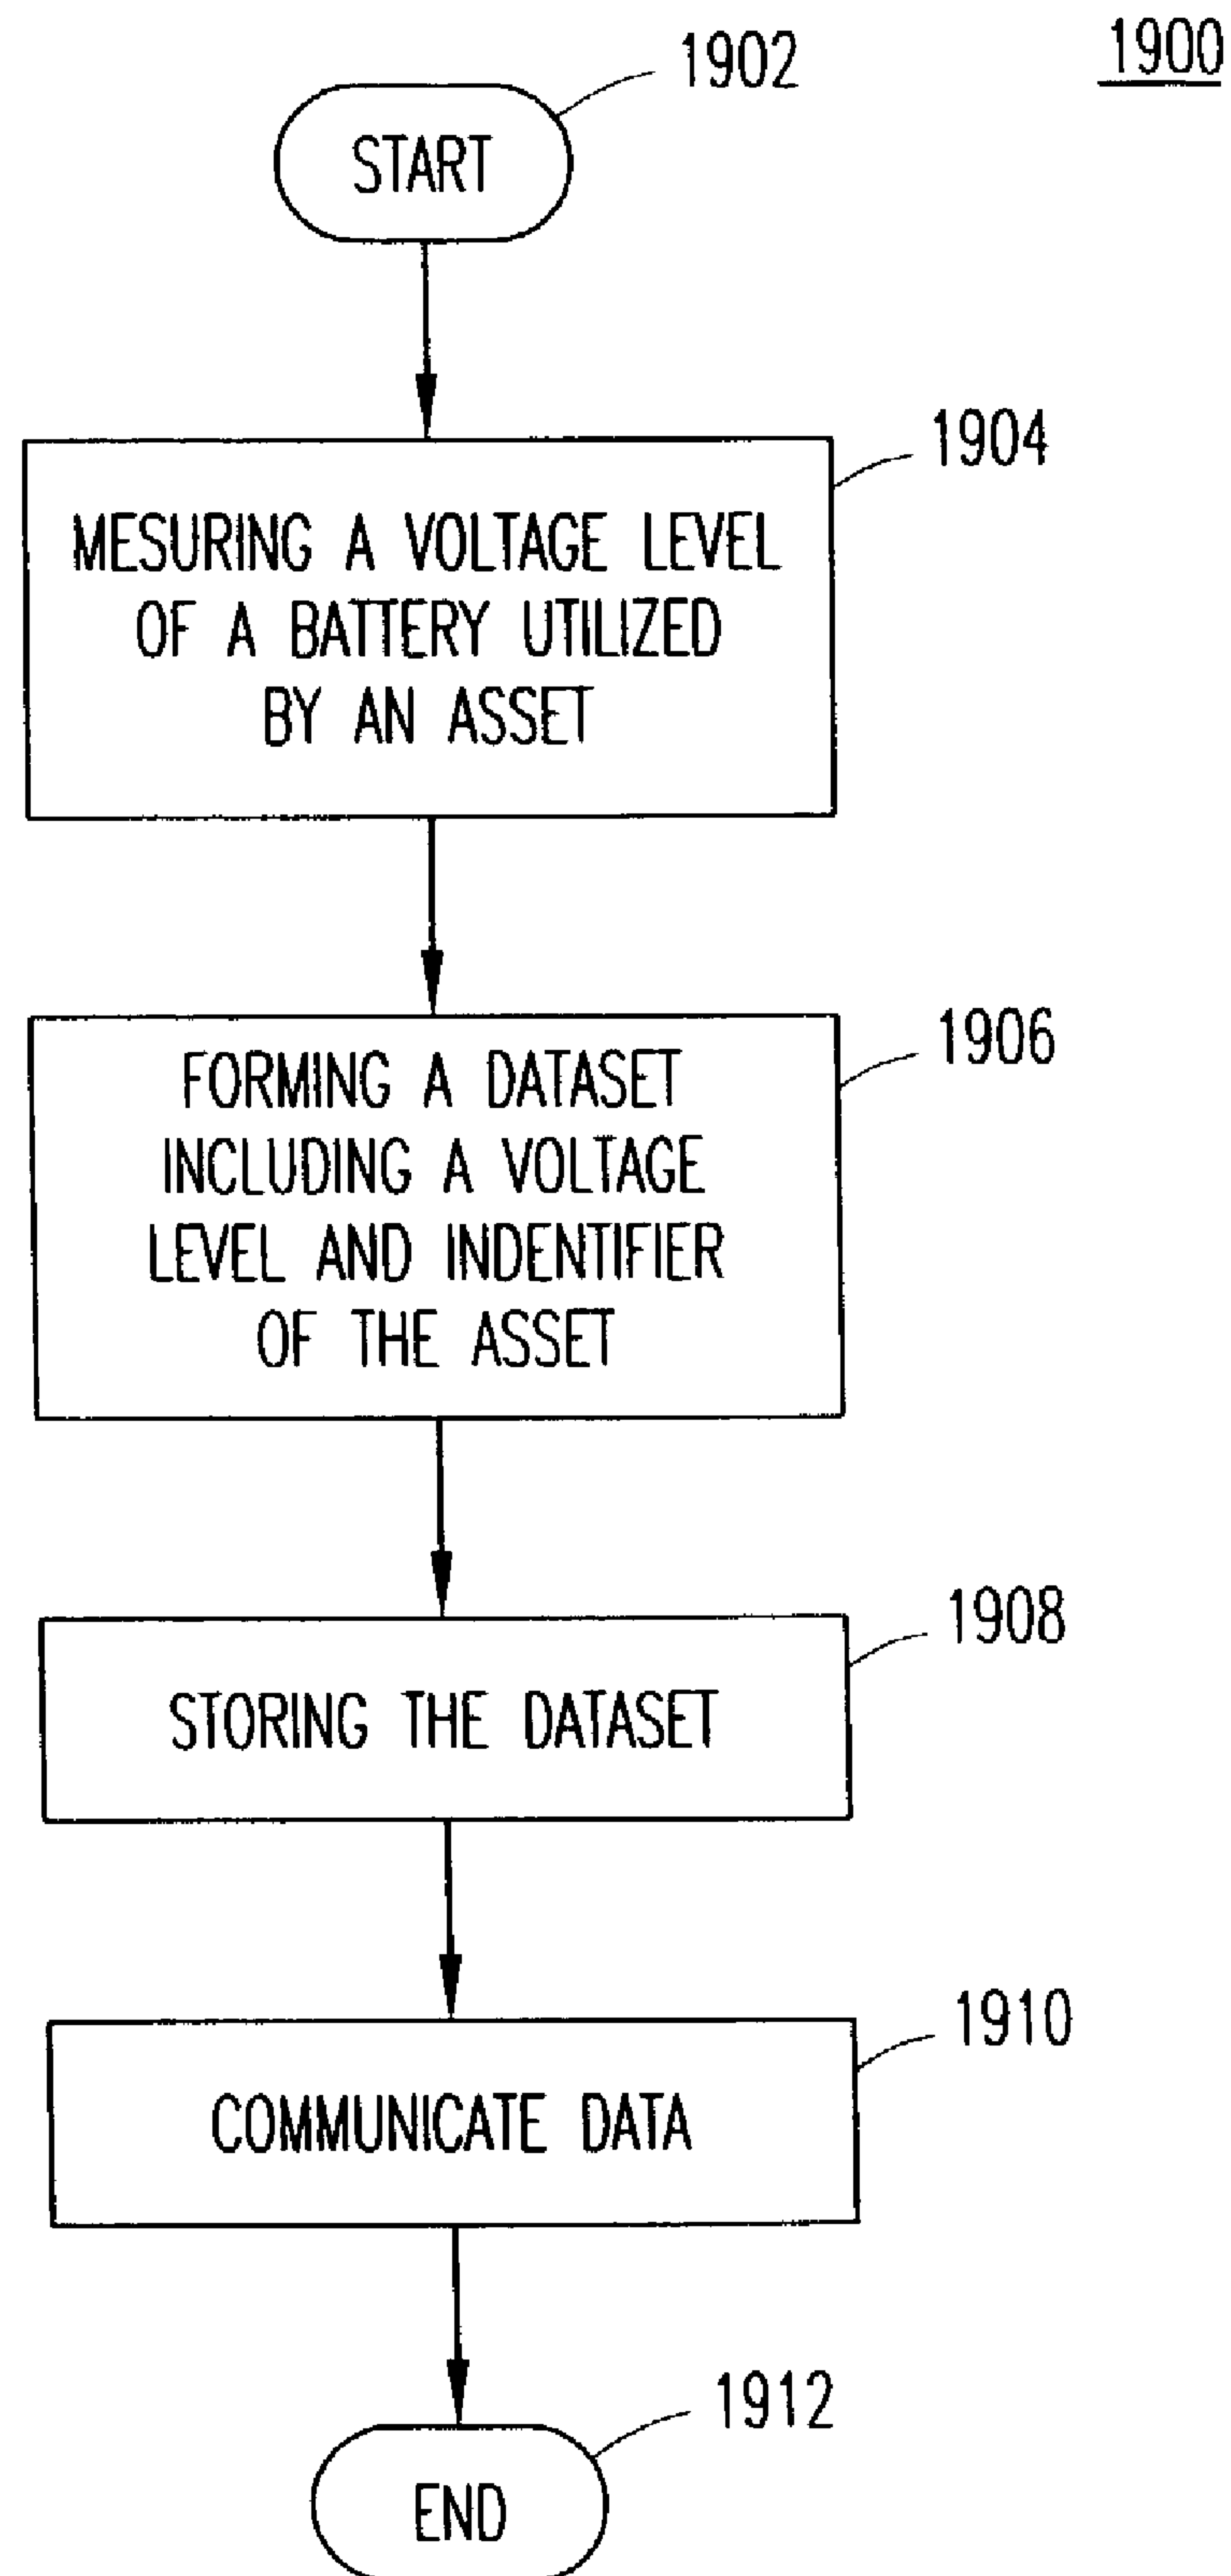 1900
1902
START
1904
MESURING A VOLTAGE LEVEL
OF A BATTERY UTILIZED
BY AN ASSET
1906
FORMING A DATASET
INCLUDING A VOLTAGE
LEVEL AND INDENTIFIER
OF THE ASSET
1908
STORING THE DATASET
1910
COMMUNICATE DATA
1912
END